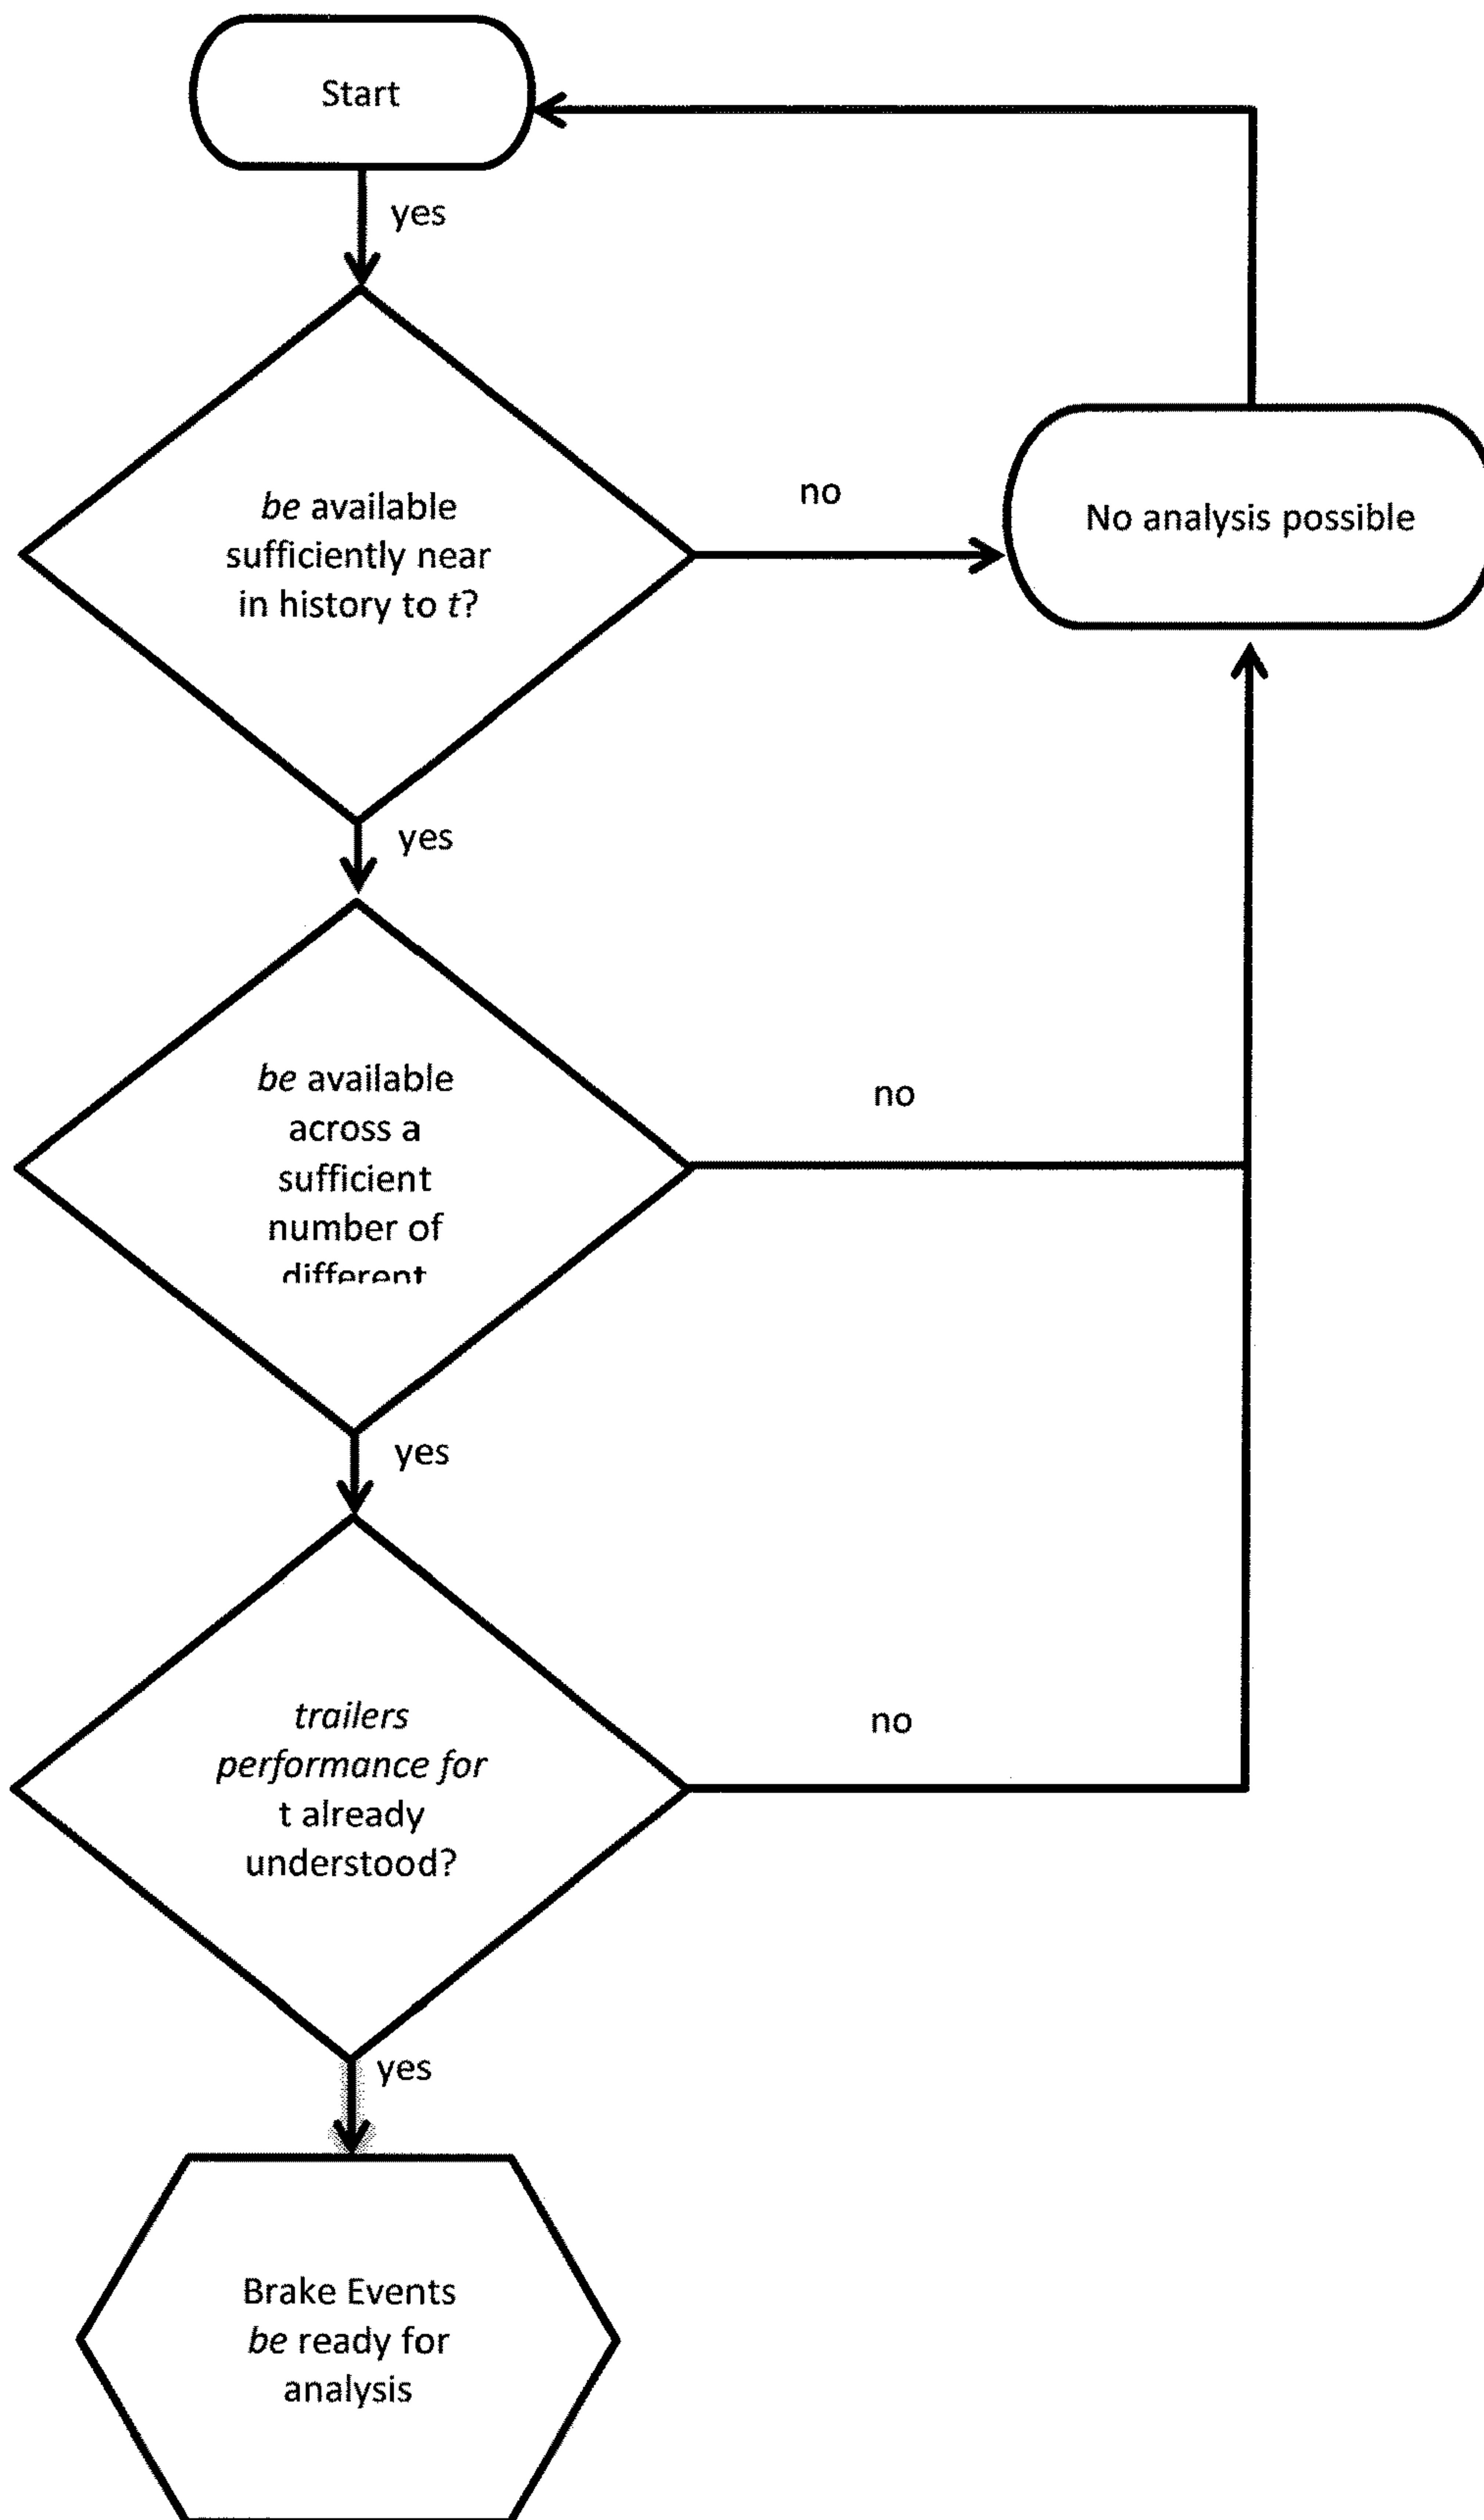 Start
yes
be available
sufficiently near
in history to t?
no
No analysis possible
yes
be available
across a
sufficient
number of
different
no
yes
trailers
performance for
t already
understood?
no
yes
Brake Events
be ready for
analysis